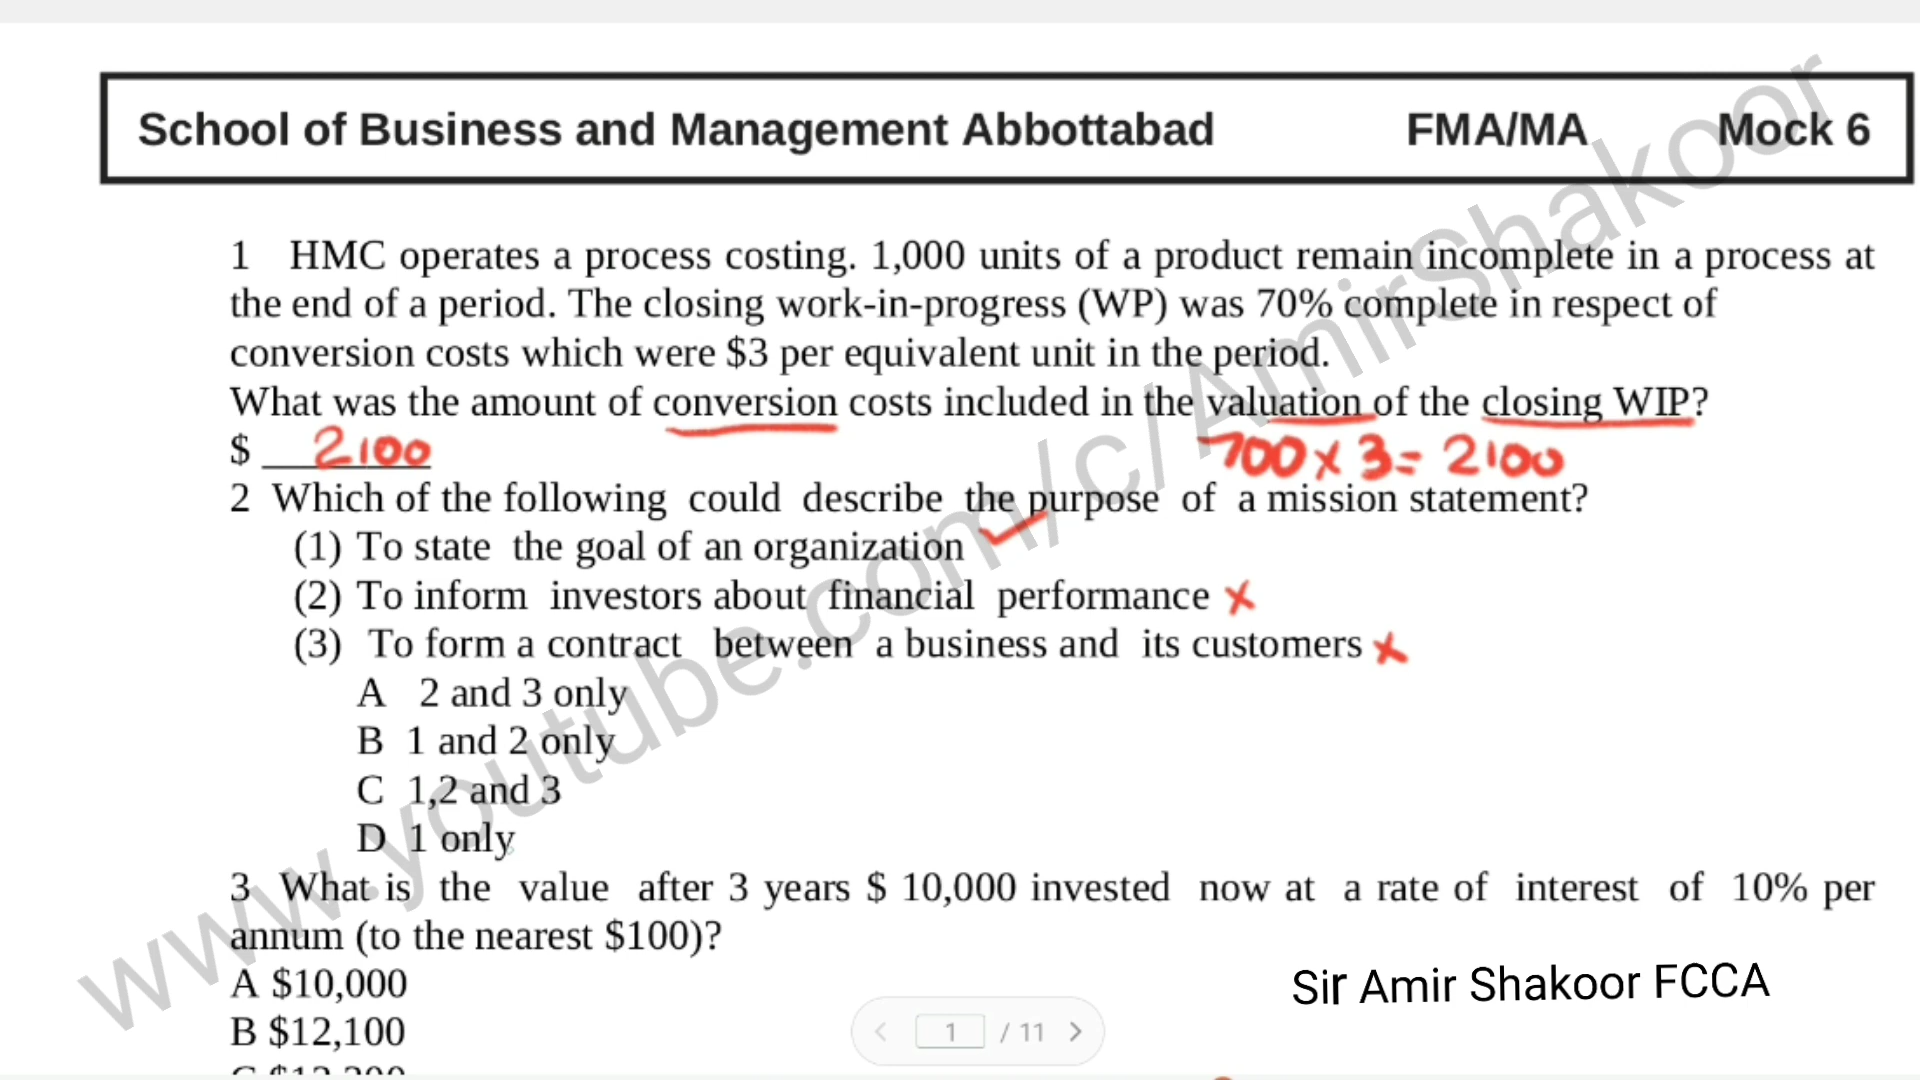 School of Business and Management Abbottabad FMA/MA Mock 6
1 HMC operates a process costing. 1,000 units of a product remain incomplete in a process at
the end of a period. The closing work-in-progress (WP) was 70% complete in respect of
conversion costs which were $3 per equivalent unit in the period.
What was the amount of conversion costs included in the valuation of the closing WIP?
$ 2100 700 x 3 = 2100
2 Which of the following could describe the purpose of a mission statement?
(1) To state the goal of an organization
(2) To inform investors about financial performance
(3) To form a contract between a business and its customers
A 2 and 3 only
B 1 and 2 only
C 1,2 and 3
D 1 only
3 What is the value after 3 years $ 10,000 invested now at a rate of interest of 10% per
annum (to the nearest $100)?
A $10,000
B $12,100
Sir Amir Shakoor FCCA
1 / 11
www.youtube.com/c/AmirShakoor